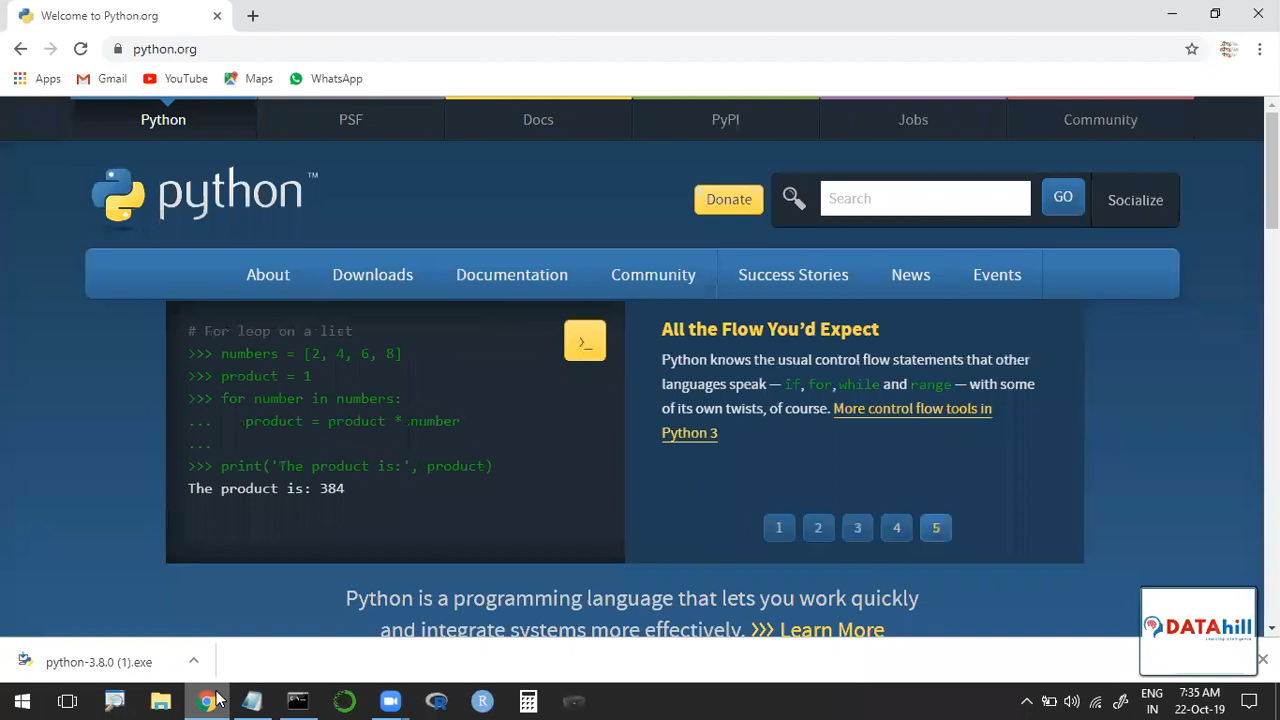 Welcome to Python.org
python.org
Apps Gmail YouTube Maps WhatsApp
Python PSF Docs PyPI Jobs Community
python™
Donate Search GO Socialize
About Downloads Documentation Community Success Stories News Events
# For loop on a list
>>> numbers = [2, 4, 6, 8]
>>> product = 1
>>> for number in numbers:
...    product = product * number
...
>>> print('The product is:', product)
The product is: 384
>_
All the Flow You’d Expect
Python knows the usual control flow statements that other
languages speak — if, for, while and range — with some
of its own twists, of course. More control flow tools in
Python 3
1 2 3 4 5
Python is a programming language that lets you work quickly
and integrate systems more effectively. >>> Learn More
DATAhill
python-3.8.0 (1).exe
R R
ENG
IN
7:35 AM
22-Oct-19